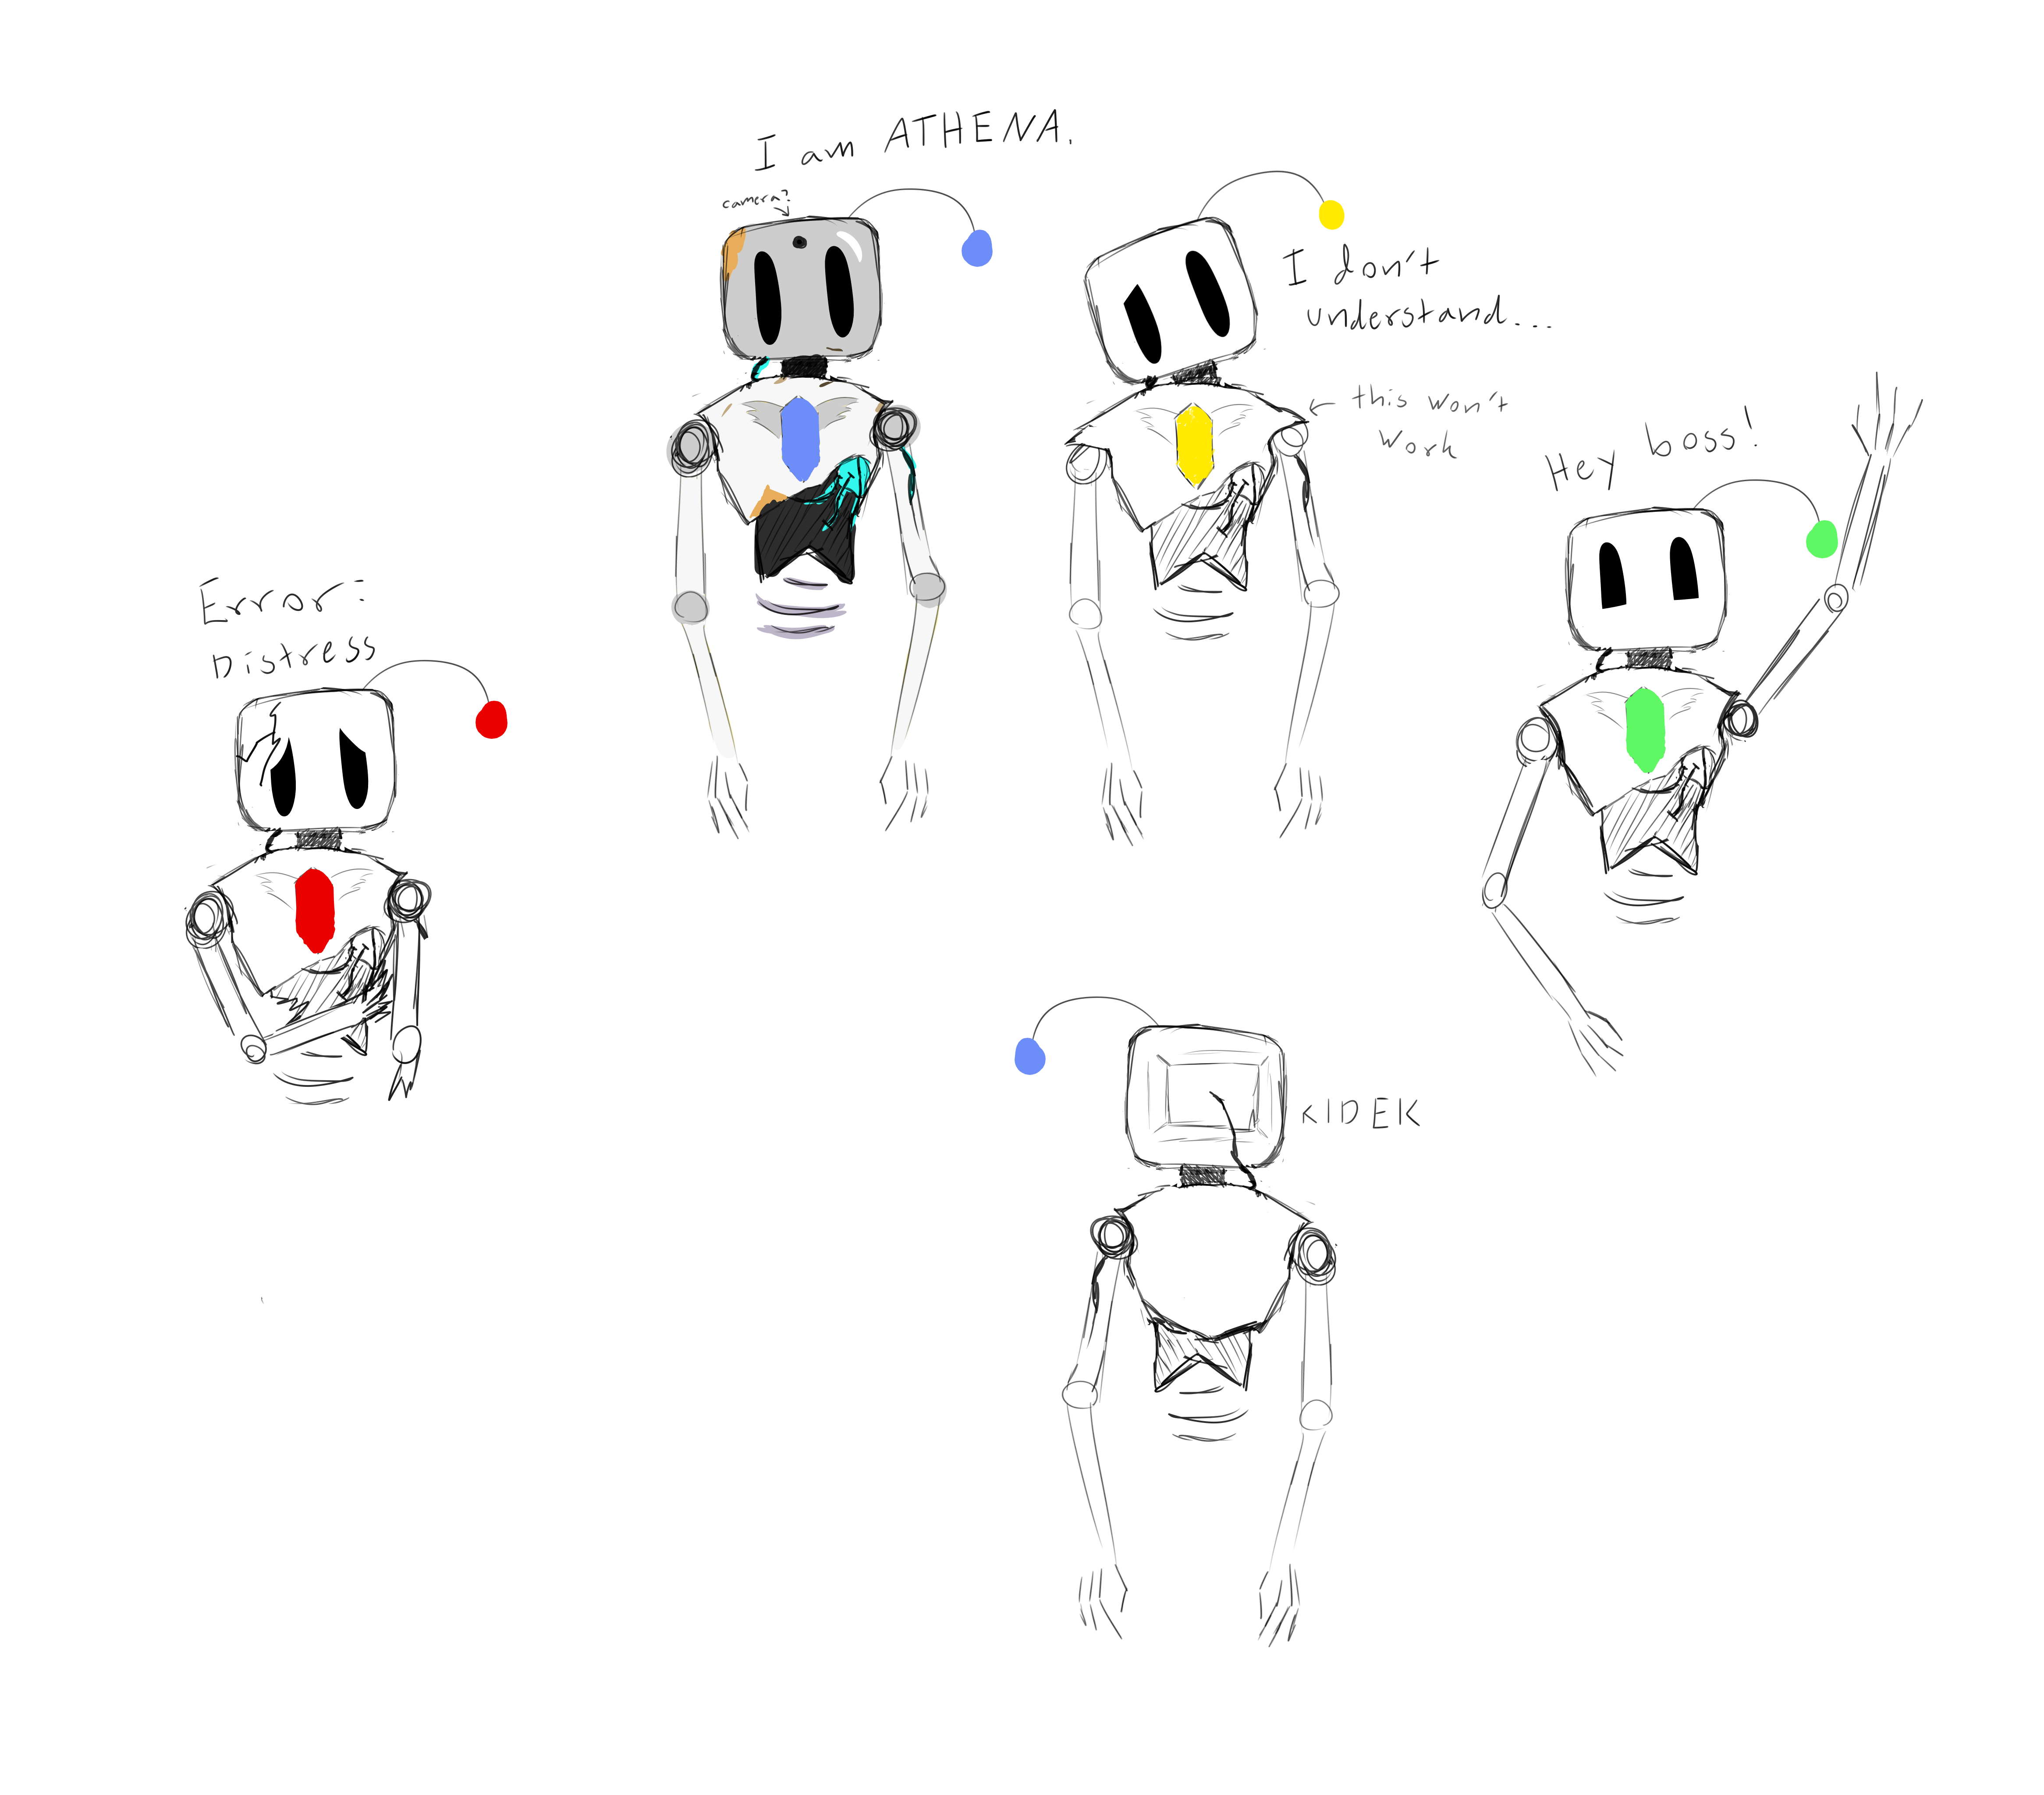 I am ATHENA.
camera?
I don't
understand...
this won't
work
Hey boss!
Error:
Distress
KIDEK